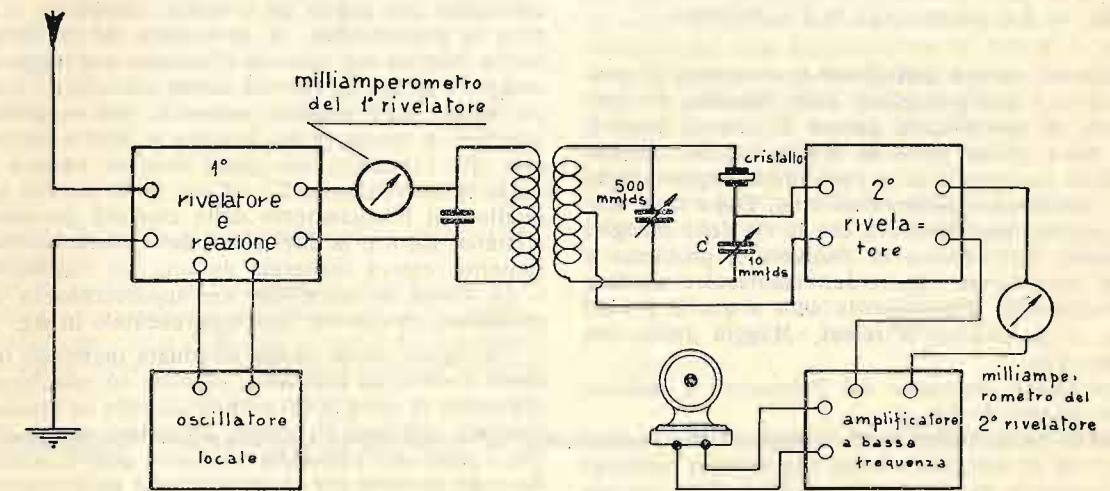 milliamperometro
del 1° rivelatore
1°
rivelatore
e
reazione
500
mmfds
cristallo
C'
10
mmfds
2°
rivela =
tore
oscillatore
locale
amplificatore
a bassa
frequenza
milliampe.
rometro del
2° rivelatore